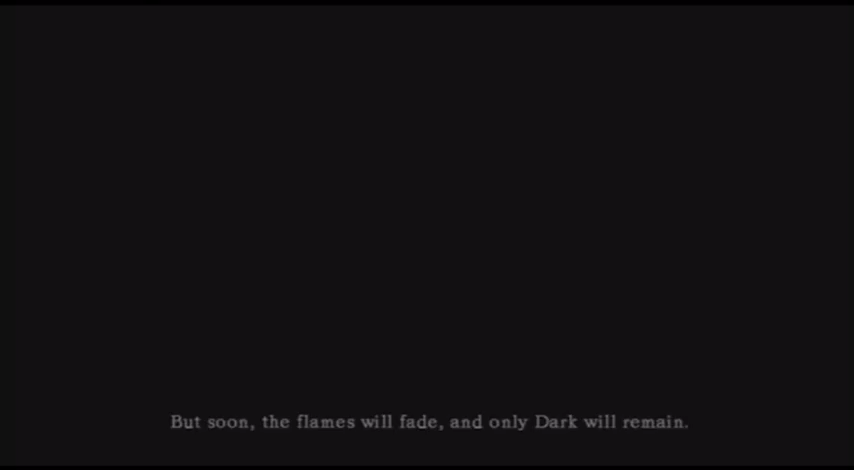 But soon, the flames will fade, and only Dark will remain.